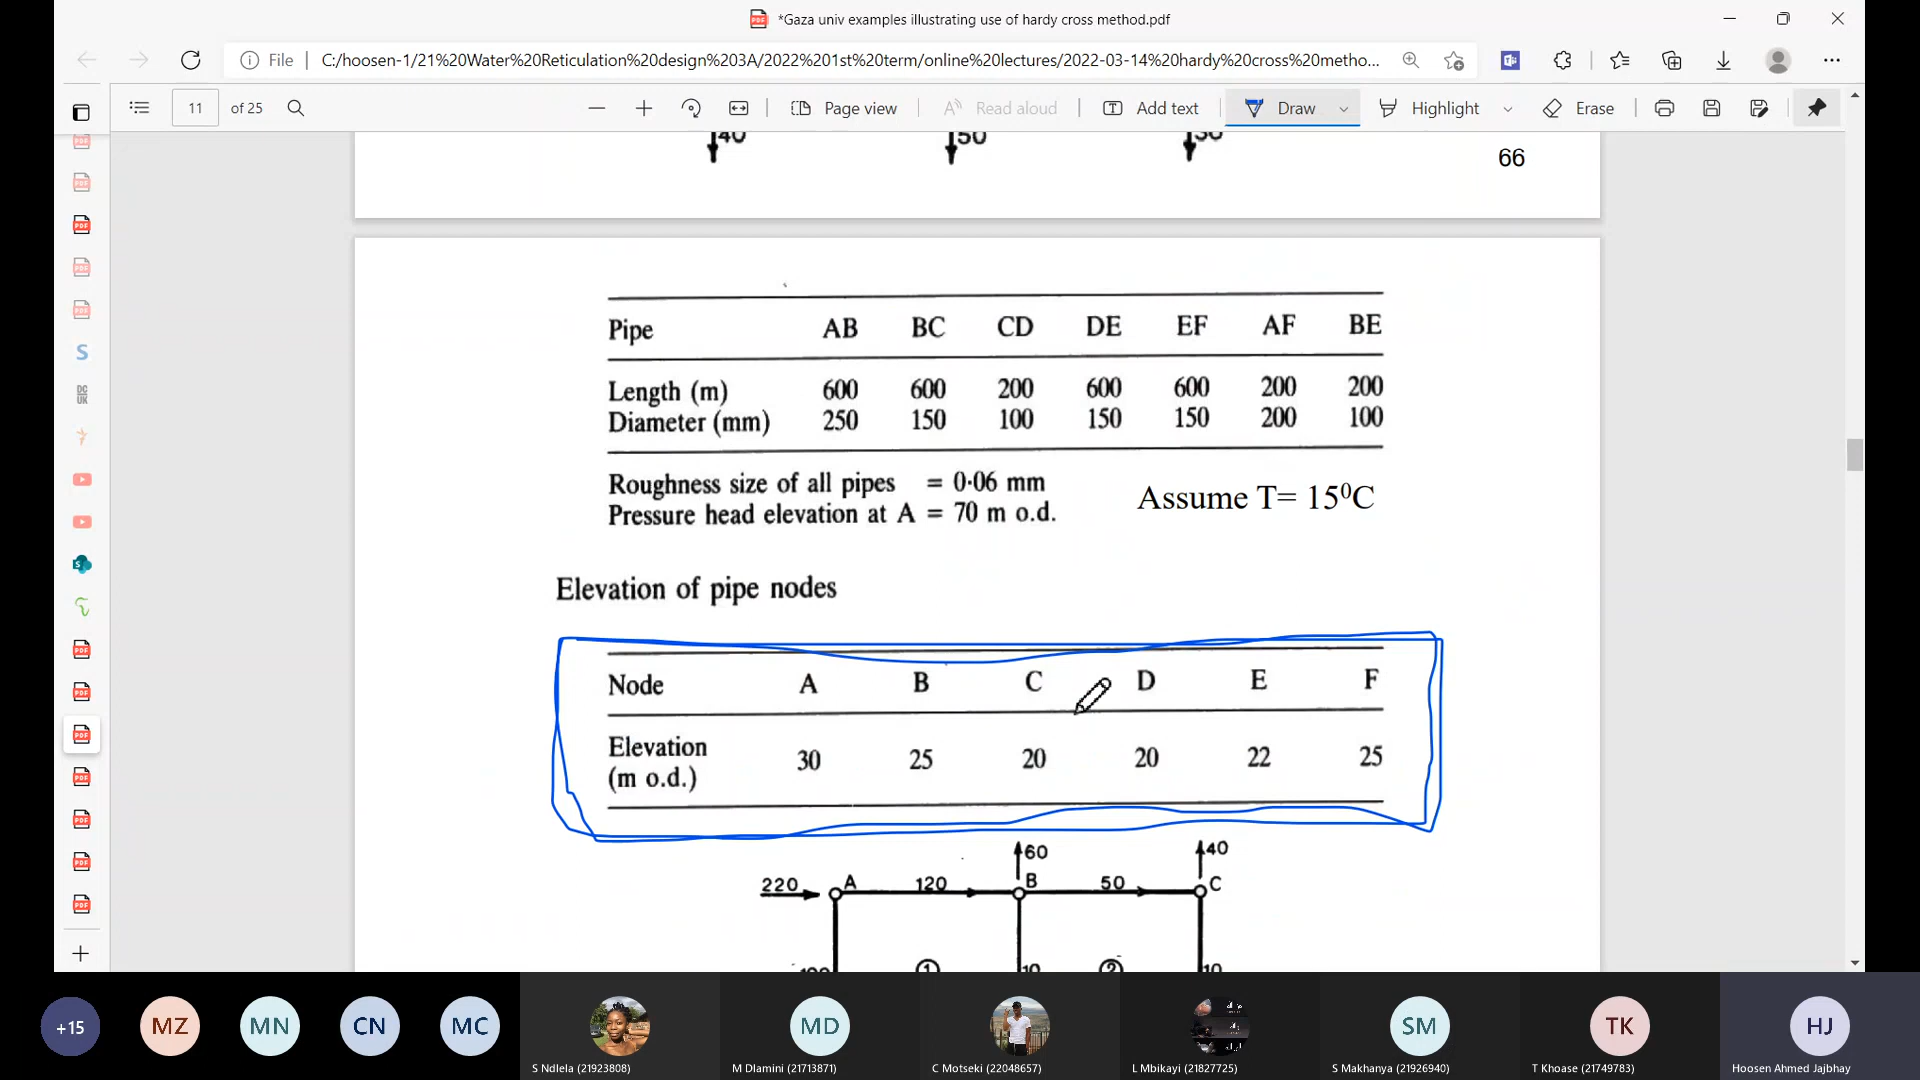 *Gaza univ examples illustrating use of hardy cross method.pdf
File C:/hoosen-1/21%20Water%20Reticulation%20design%203A/2022%201st%20term/online%20lectures/2022-03-14%20hardy%20cross%20metho...
11 of 25 Page view Read aloud Add text Draw Highlight Erase
40 50
66
Pipe AB BC CD DE EF AF BE
Length (m) 600 600 200 600 600 200 200
Diameter (mm) 250 150 100 150 150 200 100
Roughness size of all pipes = 0·06 mm
Assume T= 15⁰C
Pressure head elevation at A = 70 m o.d.
Elevation of pipe nodes
Node A B C D E F
Elevation
(m o.d.) 30 25 20 20 22 25
60 40
220 A 120 B 50 C
1 10 2 10
+15 MZ MN CN MC MD SM TK HJ
S Ndlela (21923808) M Dlamini (21713871) C Motseki (22048657) L Mbikayi (21827725) S Makhanya (21926940) T Khoase (21749783) Hoosen Ahmed Jajbhay